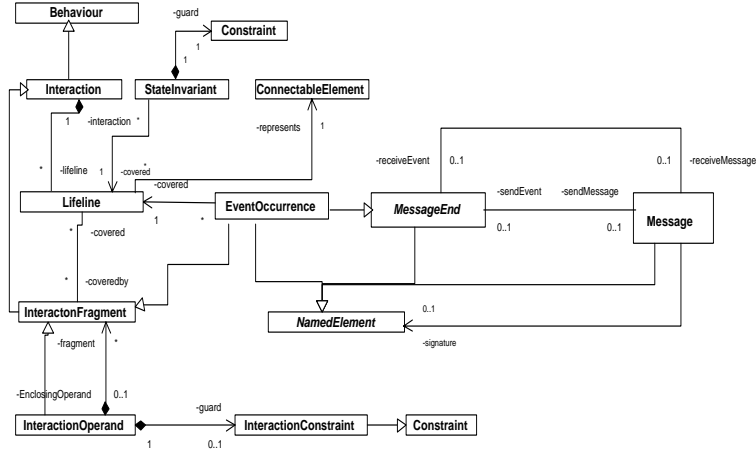 Behaviour
-guard
1
Constraint
1
Interaction
StateInvariant
ConnectableElement
1
-interaction
*
-represents
1
-receiveEvent
0..1
0..1
-receiveMessage
*
-lifeline
1
*
-covered
-covered
Lifeline
EventOccurrence
MessageEnd
-sendEvent
-sendMessage
Message
1
*
0..1
0..1
*
-covered
*
-coveredby
InteractonFragment
NamedElement
0..1
-signature
-fragment
*
-EnclosingOperand
0..1
-guard
InteractionOperand
InteractionConstraint
Constraint
1
0..1